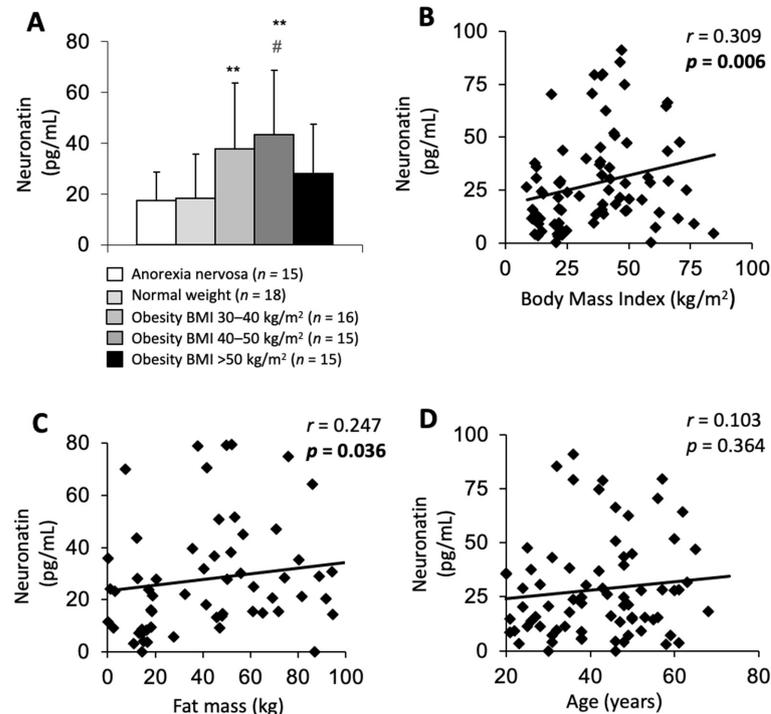 A
**
#
**
80
60
40
20
0
Neuronatin
(pg/mL)
Anorexia nervosa (n = 15)
Normal weight (n = 18)
Obesity BMI 30–40 kg/m² (n = 16)
Obesity BMI 40–50 kg/m² (n = 15)
Obesity BMI >50 kg/m² (n = 15)
B
r = 0.309
p = 0.006
100
75
50
25
0
Neuronatin
(pg/mL)
0 25 50 75 100
Body Mass Index (kg/m²)
C
r = 0.247
p = 0.036
80
60
40
20
0
Neuronatin
(pg/mL)
0 20 40 60 80 100
Fat mass (kg)
D
r = 0.103
p = 0.364
100
75
50
25
0
Neuronatin
(pg/mL)
20 40 60 80
Age (years)